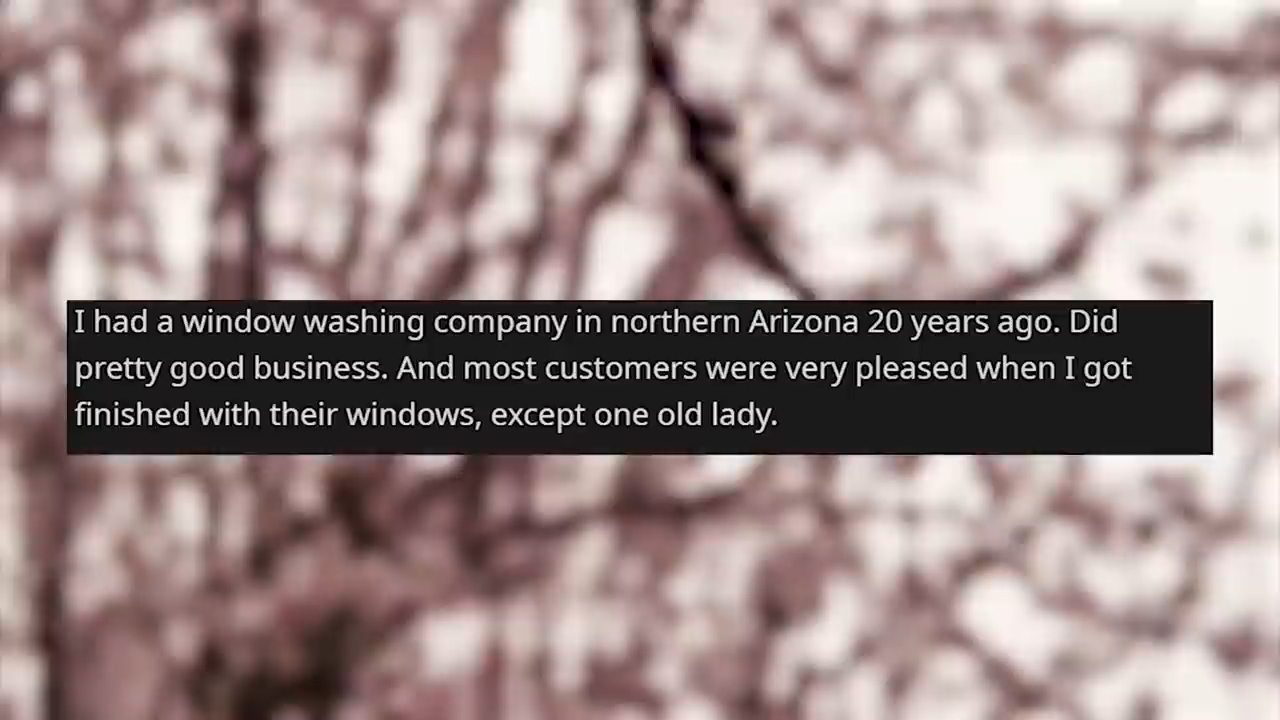 I had a window washing company in northern Arizona 20 years ago. Did
pretty good business. And most customers were very pleased when I got
finished with their windows, except one old lady.